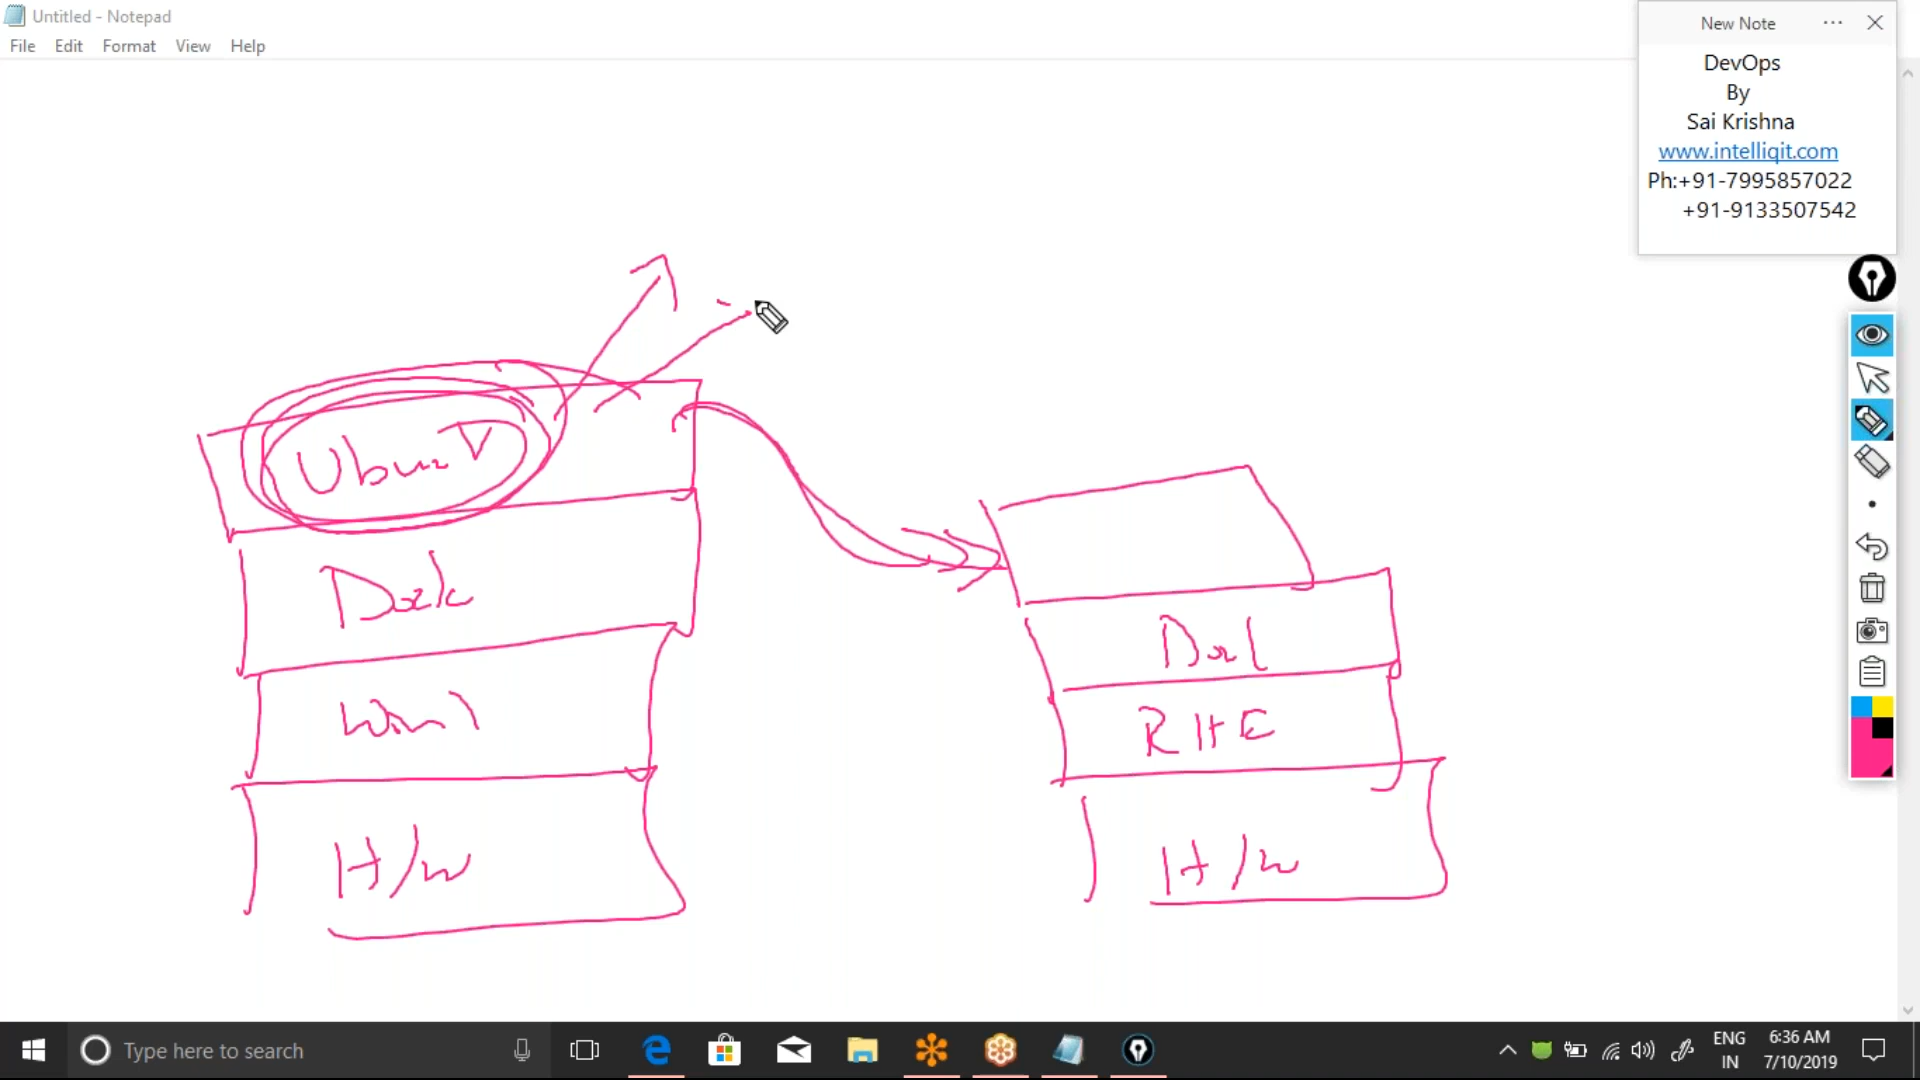 Untitled - Notepad
File Edit Format View Help
New Note
DevOps
By
Sai Krishna
www.intelliqit.com
Ph:+91-7995857022
+91-9133507542
Dock
H/w
RHE
H/w
Type here to search
ENG
IN
6:36 AM
7/10/2019